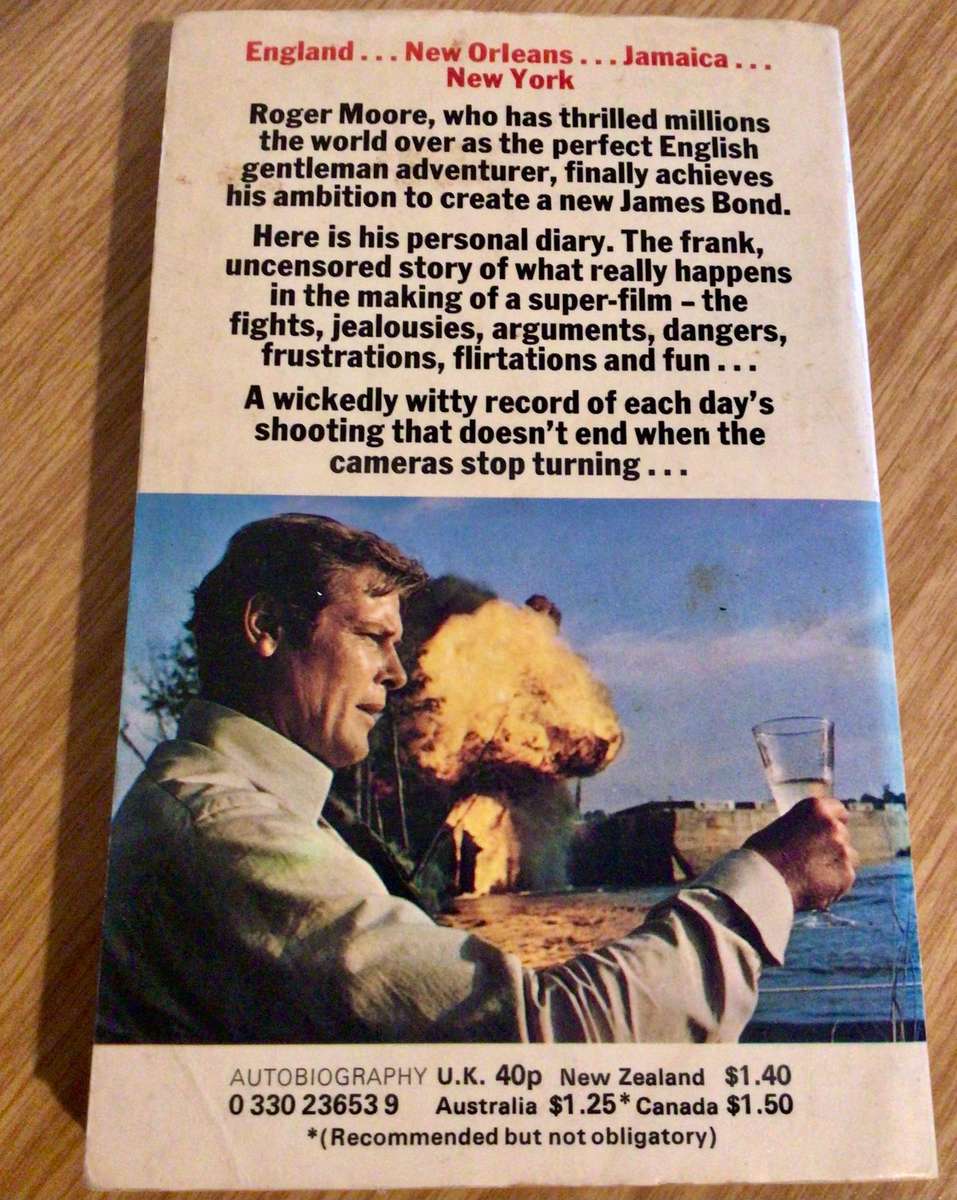 England...New Orleans...Jamaica...
New York
Roger Moore, who has thrilled millions
the world over as the perfect English
gentleman adventurer, finally achieves
his ambition to create a new James Bond.
Here is his personal diary. The frank,
uncensored story of what really happens
in the making of a super-film – the
fights, jealousies, arguments, dangers,
frustrations, flirtations and fun...
A wickedly witty record of each day's
shooting that doesn't end when the
cameras stop turning...
AUTOBIOGRAPHY U.K. 40p New Zealand $1.40
0 330 23653 9 Australia $1.25* Canada $1.50
*(Recommended but not obligatory)